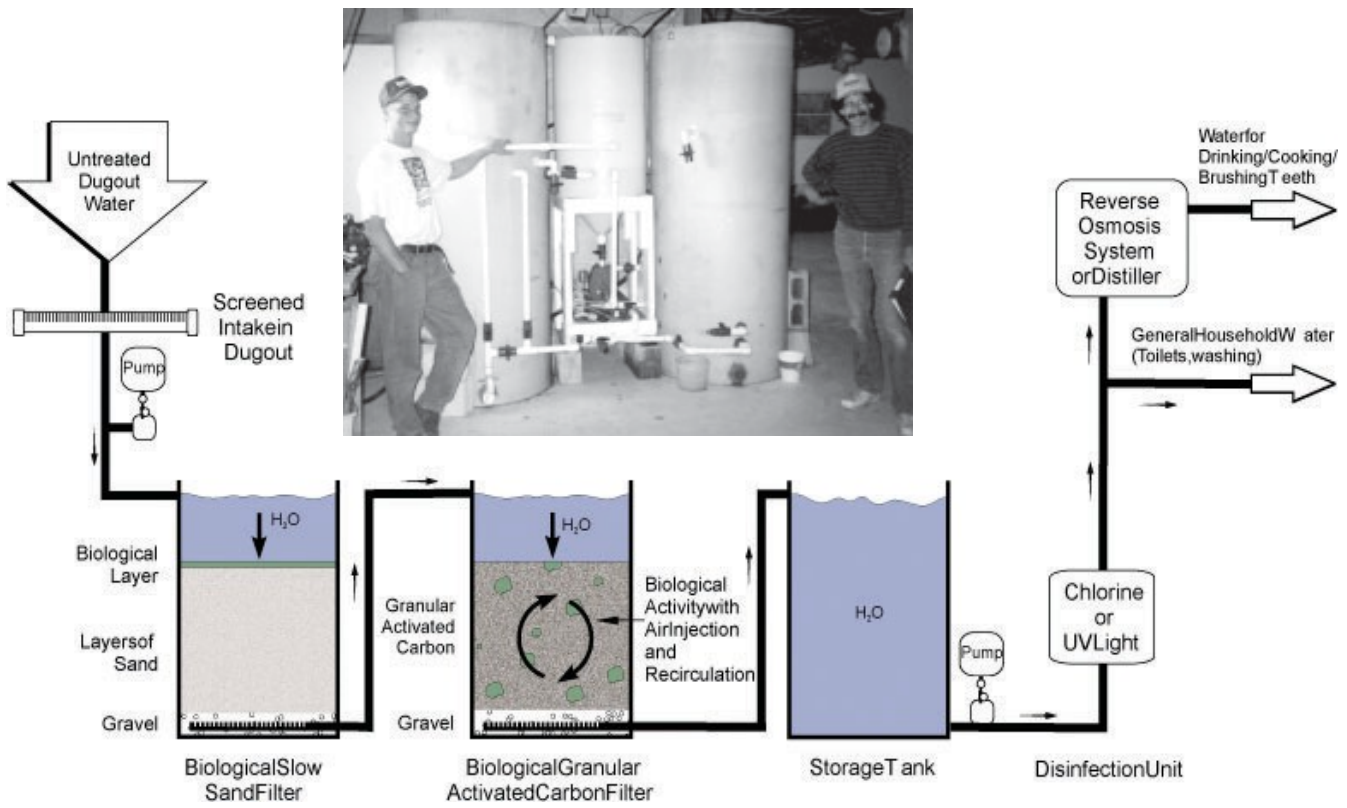 Untreated
Dugout
Water
Screened
Intakein
Dugout
Pump
H₂O
Biological
Layer
Layersof
Sand
Gravel
BiologicalSlow
SandFilter
H₂O
Granular
Activated
Carbon
Gravel
Biological
Activitywith
AirInjection
and
Recirculation
BiologicalGranular
ActivatedCarbonFilter
H₂O
StorageT ank
Pump
Chlorine
or
UVLight
DisinfectionUnit
Reverse
Osmosis
System
orDistiller
Waterfor
Drinking/Cooking/
BrushingT eeth
GeneralHouseholdW ater
(Toilets,washing)